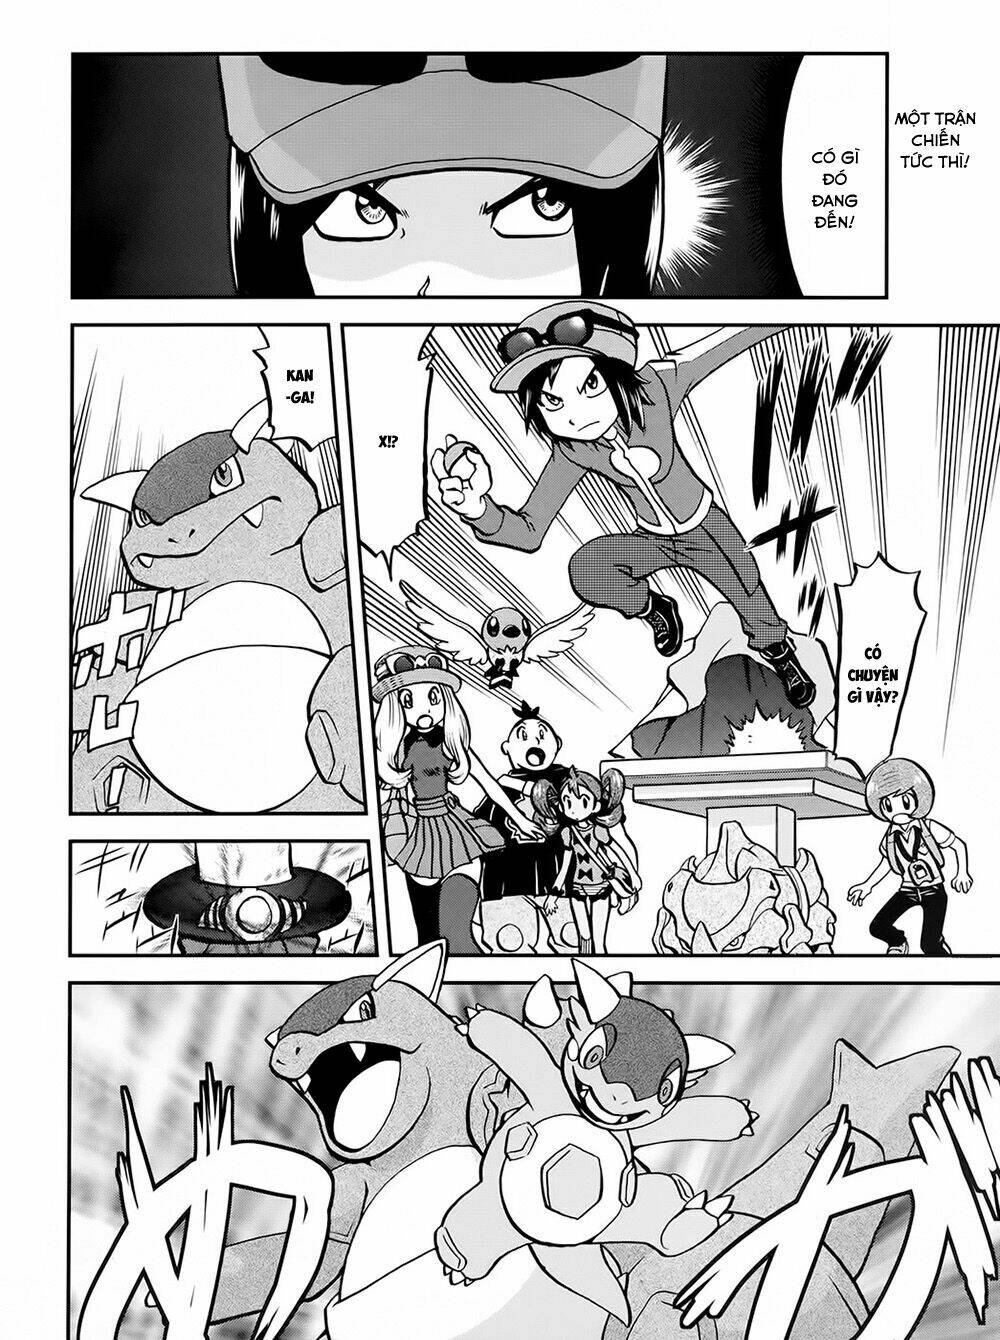 MỘT TRẬN
CHIẾN
TỨC THÌ!
CÓ GÌ
ĐÓ
ĐANG
ĐẾN!
X!?
CÓ
CHUYỆN
GÌ VẬY?
KAN
-GA!